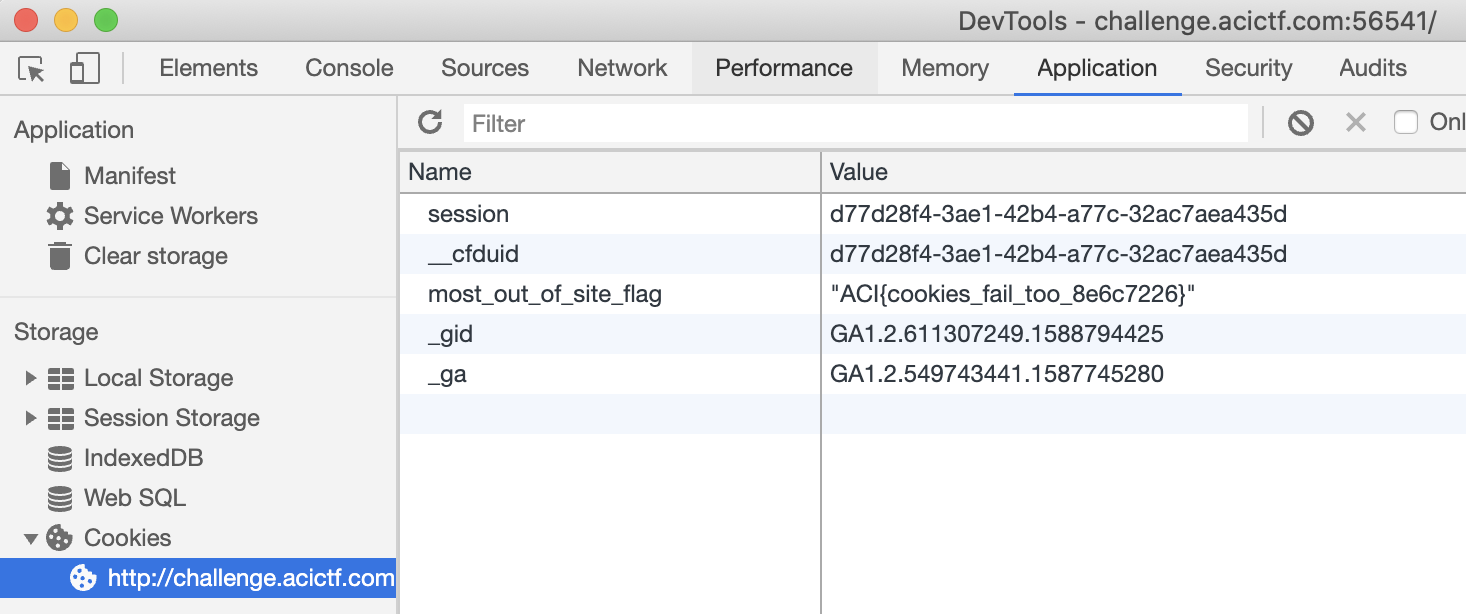 DevTools - challenge.acictf.com:56541/
Elements Console Sources Network Performance Memory Application Security Audits
Application
Manifest
Service Workers
Clear storage
Storage
Local Storage
Session Storage
IndexedDB
Web SQL
Cookies
http://challenge.acictf.com
Filter Onl
Name Value
session d77d28f4-3ae1-42b4-a77c-32ac7aea435d
__cfduid d77d28f4-3ae1-42b4-a77c-32ac7aea435d
most_out_of_site_flag "ACI{cookies_fail_too_8e6c7226}"
_gid GA1.2.611307249.1588794425
_ga GA1.2.549743441.1587745280